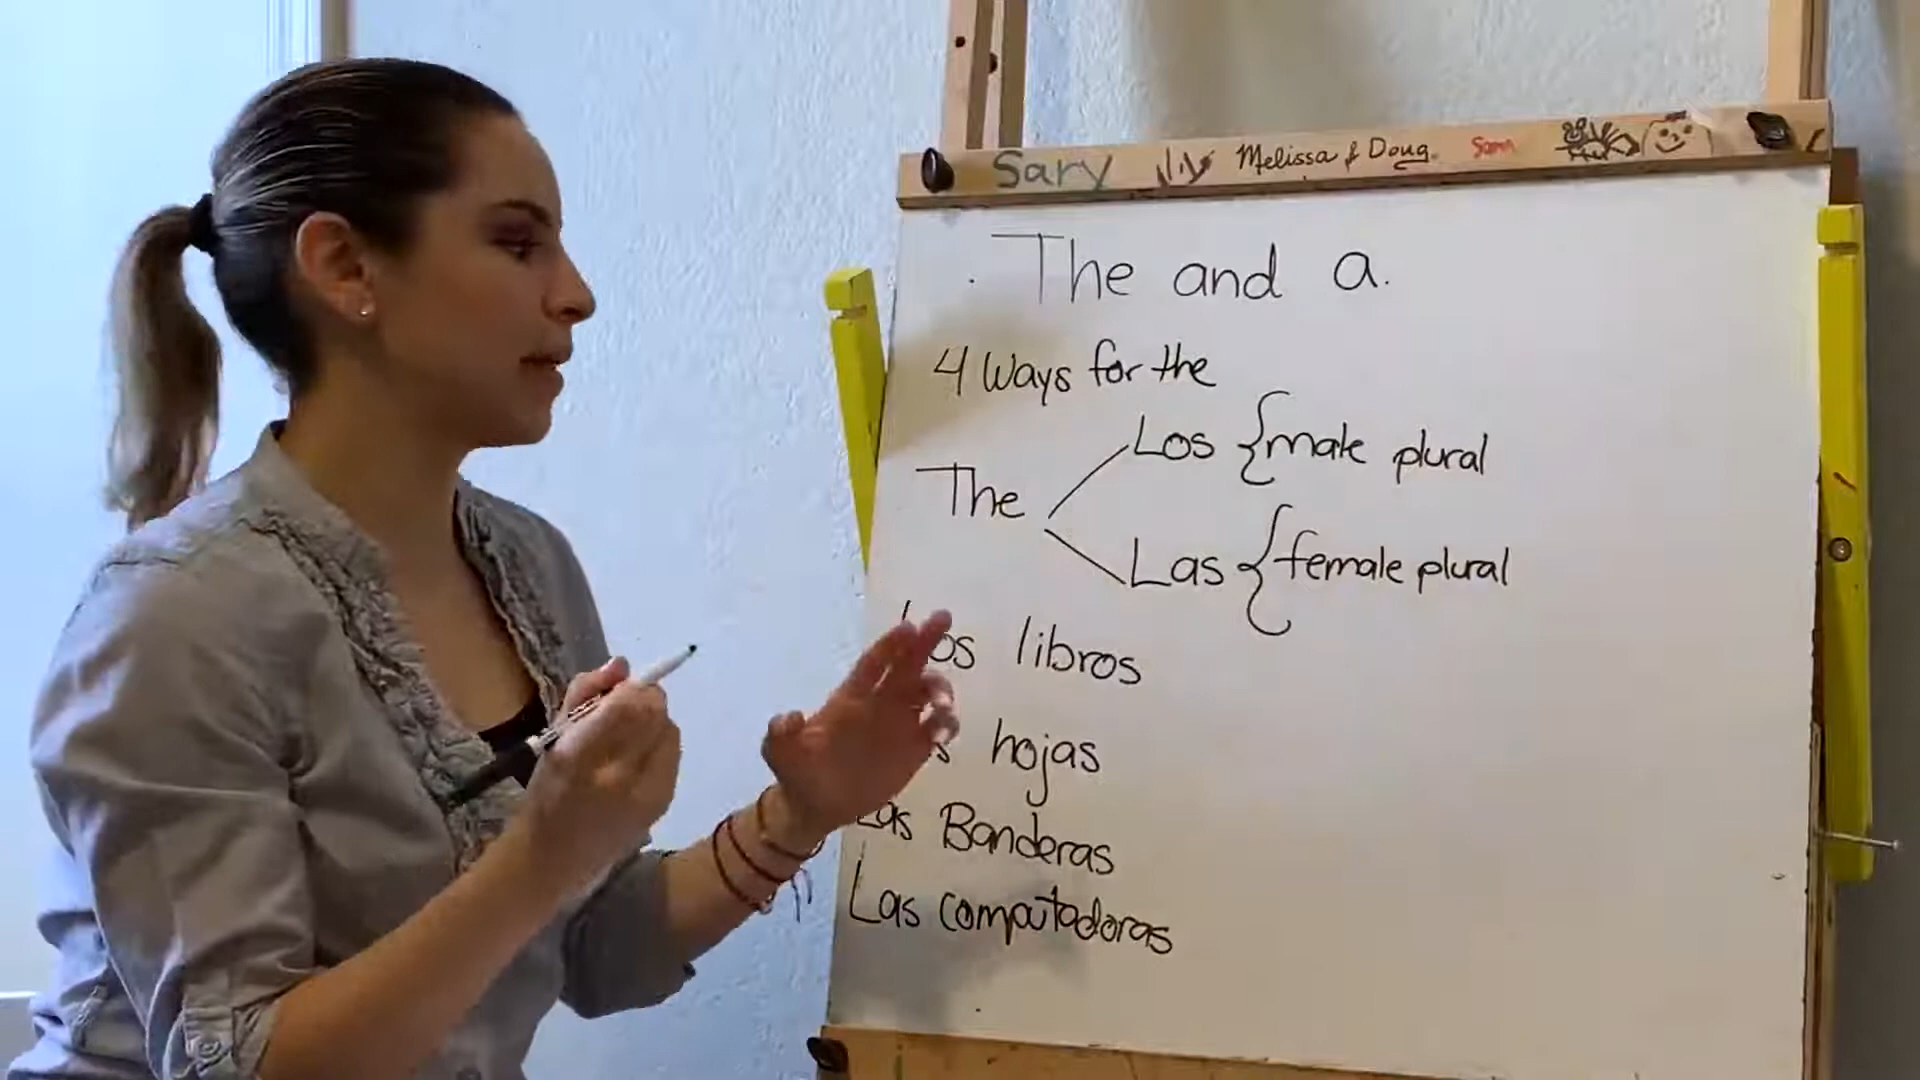 Sary Melissa & Doug. Sam
The and a.
4 Ways for the
Los { male plural
The
Las { female plural
libros
hojas
Las Banderas
Las computadoras